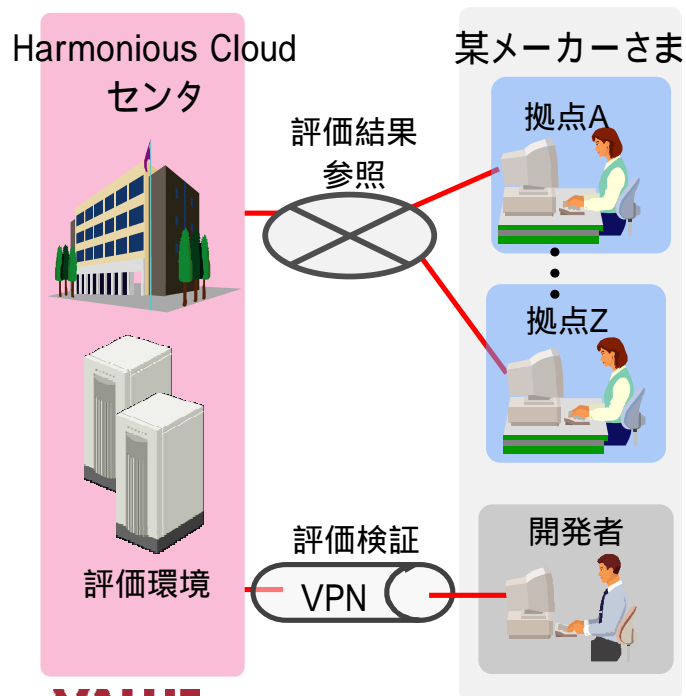 Harmonious Cloud
センタ
某メーカーさま
評価結果
参照
拠点A
拠点Z
評価環境
評価検証
VPN
開発者